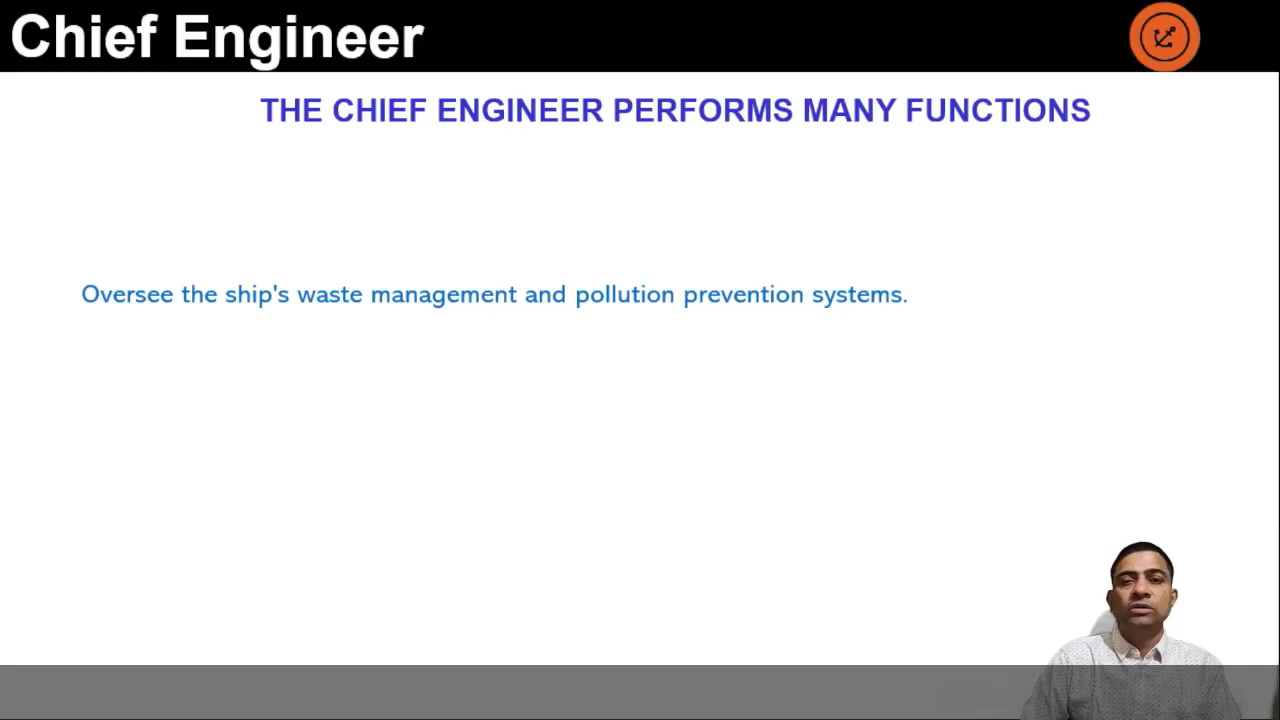 Chief Engineer
THE CHIEF ENGINEER PERFORMS MANY FUNCTIONS
Oversee the ship's waste management and pollution prevention systems.